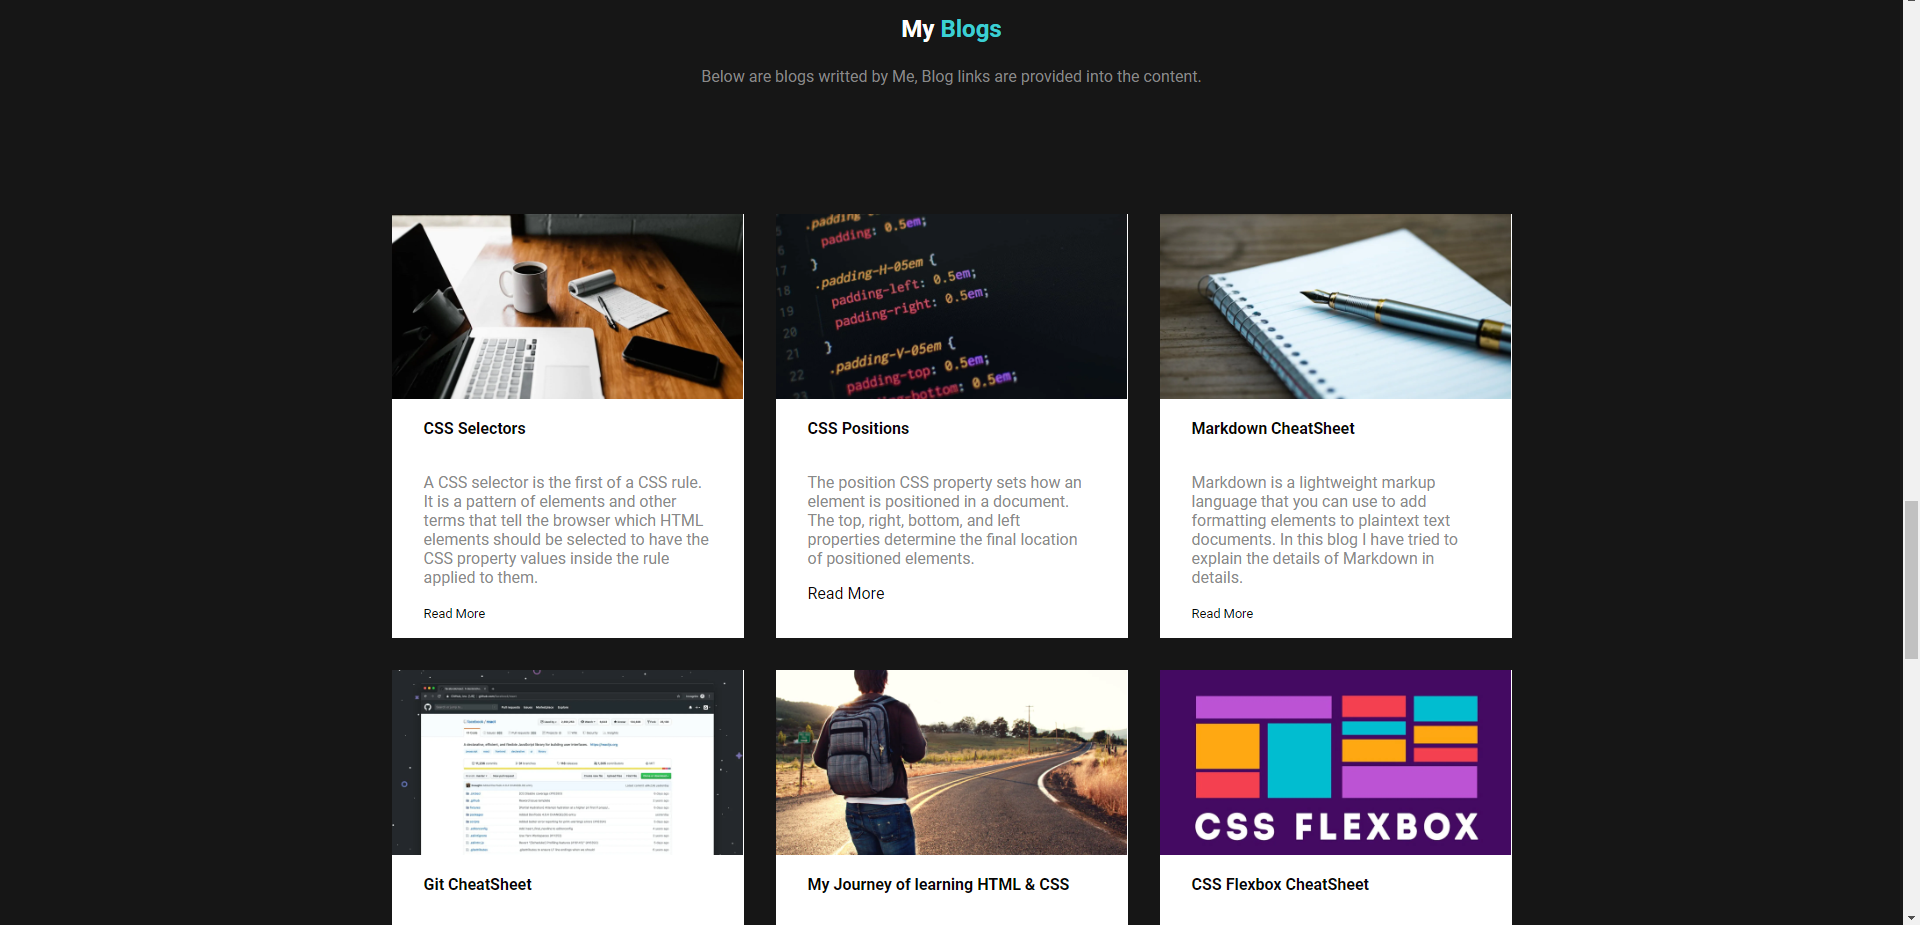 My Blogs
Below are blogs writted by Me, Blog links are provided into the content.
.padding
padding: 0.5em;
}
.padding-H-05em {
padding-left: 0.5em;
padding-right: 0.5em;
}
.padding-V-05em {
padding-top: 0.5em;
bottom: 0.5em;
17
18
19
20
21
22
23
CSS Selectors
A CSS selector is the first of a CSS rule.
It is a pattern of elements and other
terms that tell the browser which HTML
elements should be selected to have the
CSS property values inside the rule
applied to them.
Read More
CSS Positions
The position CSS property sets how an
element is positioned in a document.
The top, right, bottom, and left
properties determine the final location
of positioned elements.
Read More
Markdown CheatSheet
Markdown is a lightweight markup
language that you can use to add
formatting elements to plaintext text
documents. In this blog I have tried to
explain the details of Markdown in
details.
Read More
CSS FLEXBOX
Git CheatSheet
My Journey of learning HTML & CSS
CSS Flexbox CheatSheet